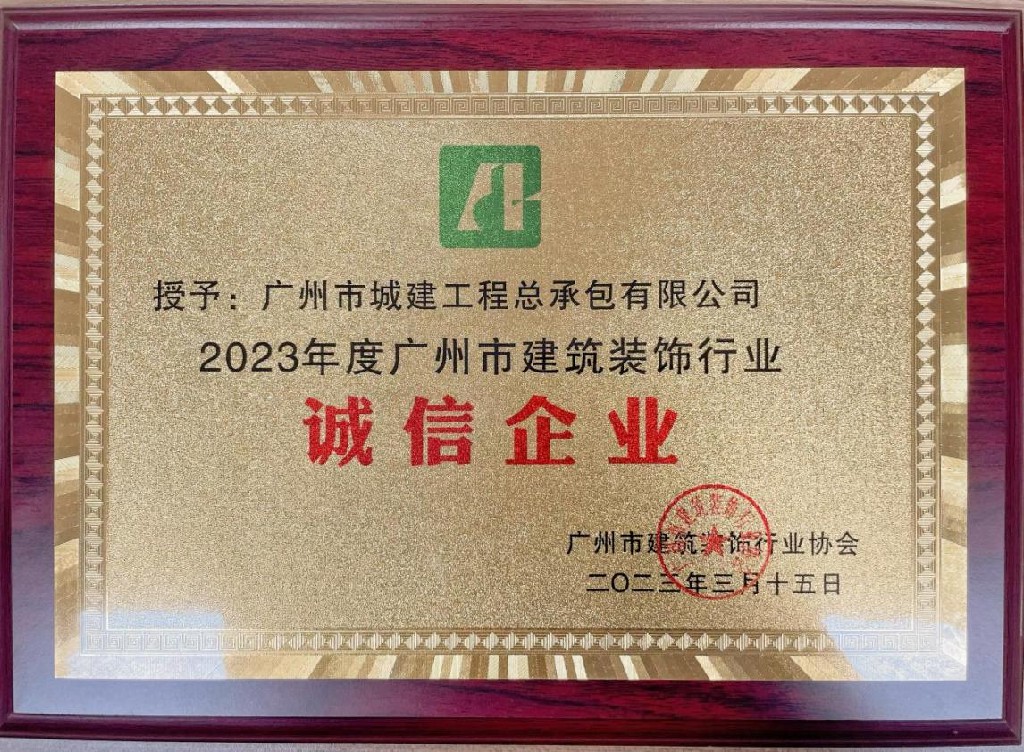 授予：广州市城建工程总承包有限公司
2023年度广州市建筑装饰行业
诚信企业
广州市建筑装饰行业协会
二〇二三年三月十五日